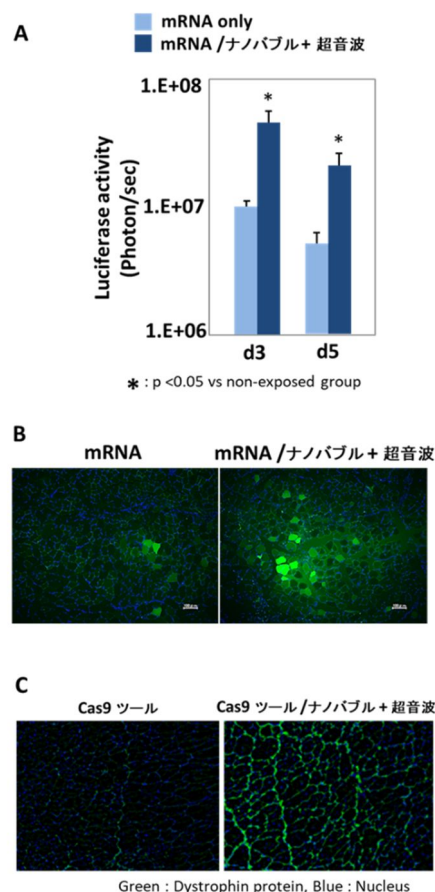 A
mRNA only
mRNA /ナノバブル + 超音波
Luciferase activity
(Photon/sec)
1.E+08
1.E+07
1.E+06
*
*
d3
d5
* : p <0.05 vs non-exposed group
B
mRNA
mRNA /ナノバブル + 超音波
C
Cas9 ツール
Cas9 ツール /ナノバブル + 超音波
Green : Dystrophin protein, Blue : Nucleus